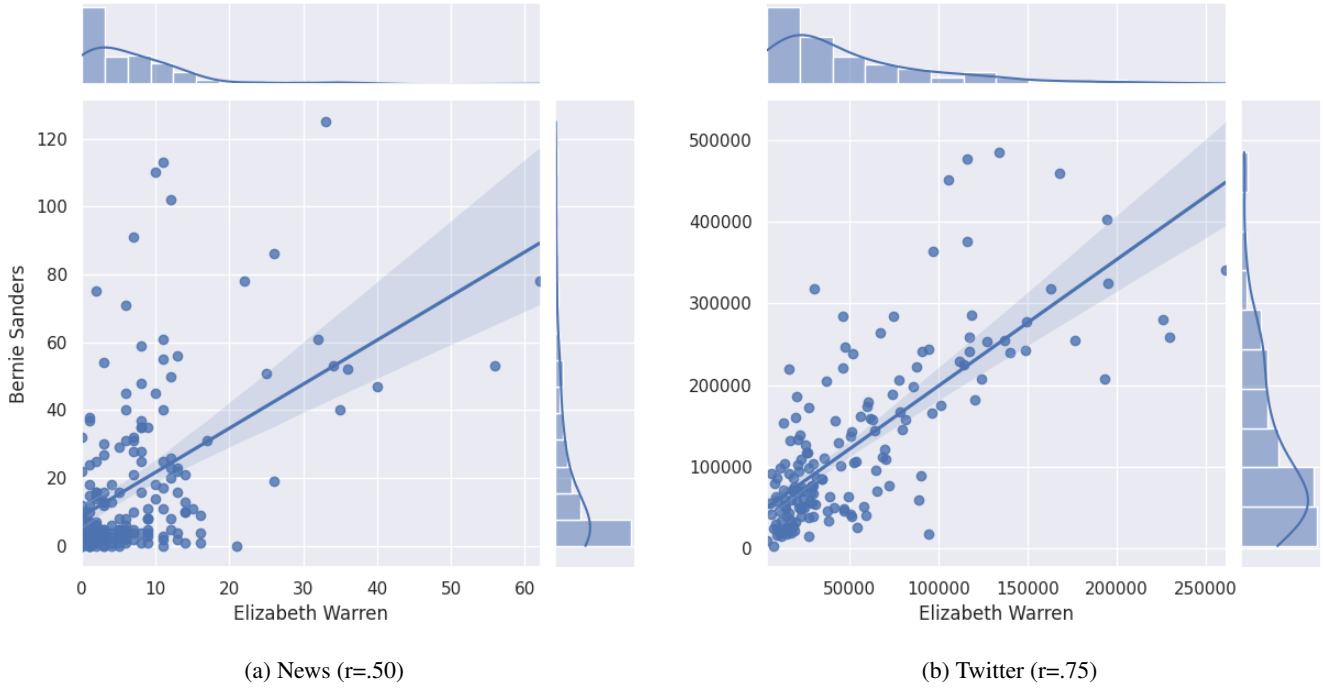 120
100
80
60
40
20
0
Bernie Sanders
0 10 20 30 40 50 60
Elizabeth Warren
(a) News (r=.50)
500000
400000
300000
200000
100000
0
50000 100000 150000 200000 250000
Elizabeth Warren
(b) Twitter (r=.75)